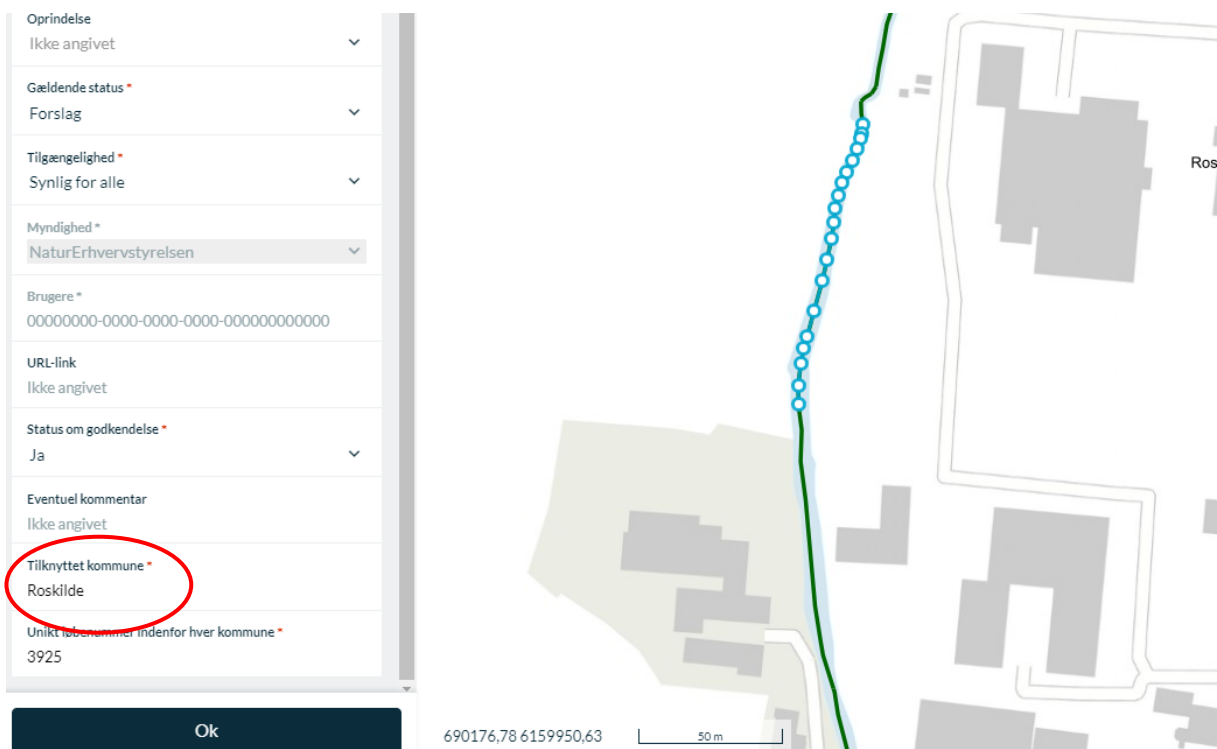 Oprindelse
Ikke angivet
Gældende status *
Forslag
Tilgængelighed *
Synlig for alle
Myndighed *
NaturErhvervstyrelsen
Brugere *
00000000-0000-0000-0000-000000000000
URL-link
Ikke angivet
Status om godkendelse *
Ja
Eventuel kommentar
Ikke angivet
Tilknyttet kommune *
Roskilde
Unikt løbenummer indenfor hver kommune *
3925
Ok
690176,78 6159950,63
50 m
Ros